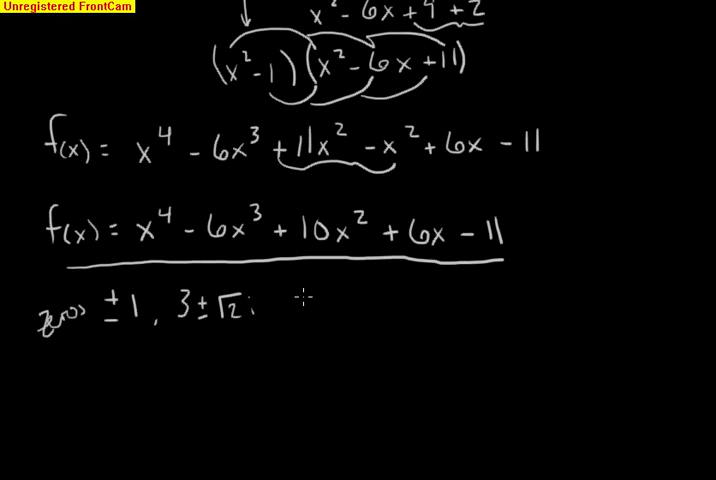 Unregistered FrontCam
x² - 6x + 9 + 2
(x² - 1)(x² - 6x + 11)
f(x) = x⁴ - 6x³ + 11x² - x² + 6x - 11
f(x) = x⁴ - 6x³ + 10x² + 6x - 11
zeros ± 1, 3 ± √2 i